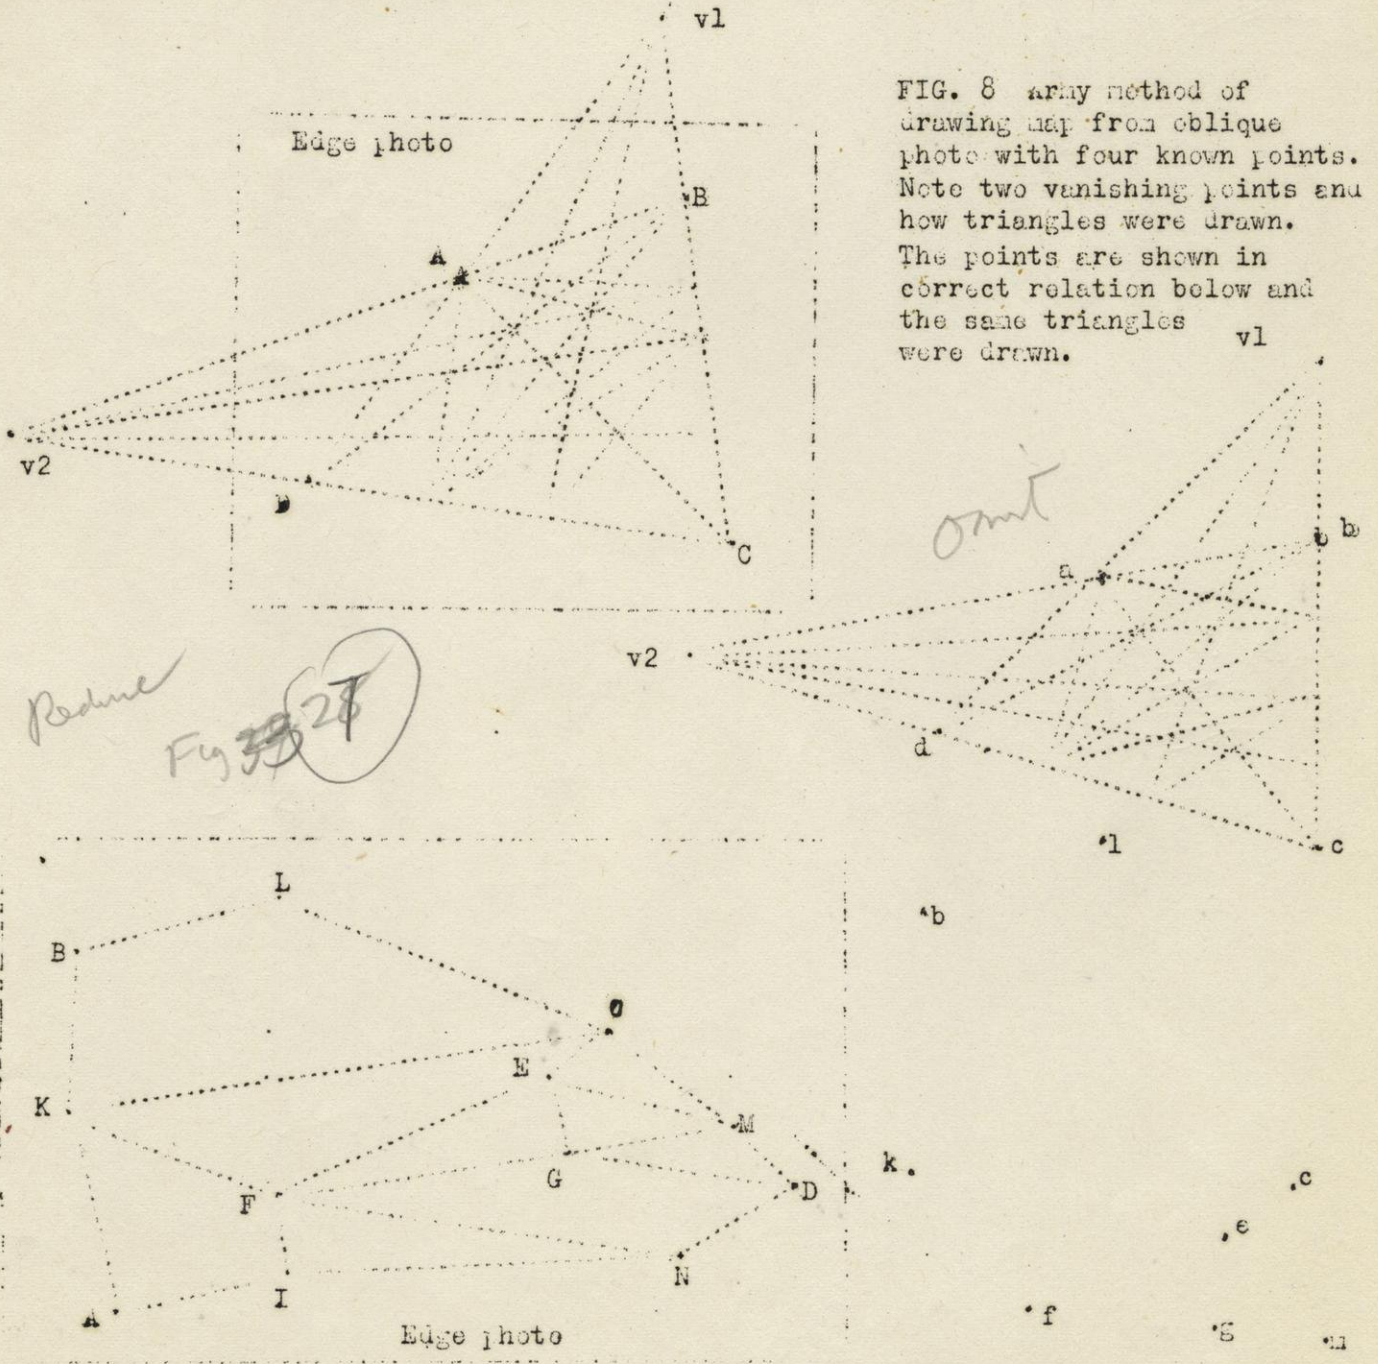 v1
FIG. 8 Army method of
drawing map from oblique
photo with four known points.
Note two vanishing points and
how triangles were drawn.
The points are shown in
correct relation below and
the same triangles
were drawn.
Edge photo
B
A
v2
D
C
v1
Omit
b
a
v2
d
c
Reduce
Fig
l
b
L
B
O
E
K
M
G
F
D
N
I
A
Edge photo
k
c
e
f
g
m